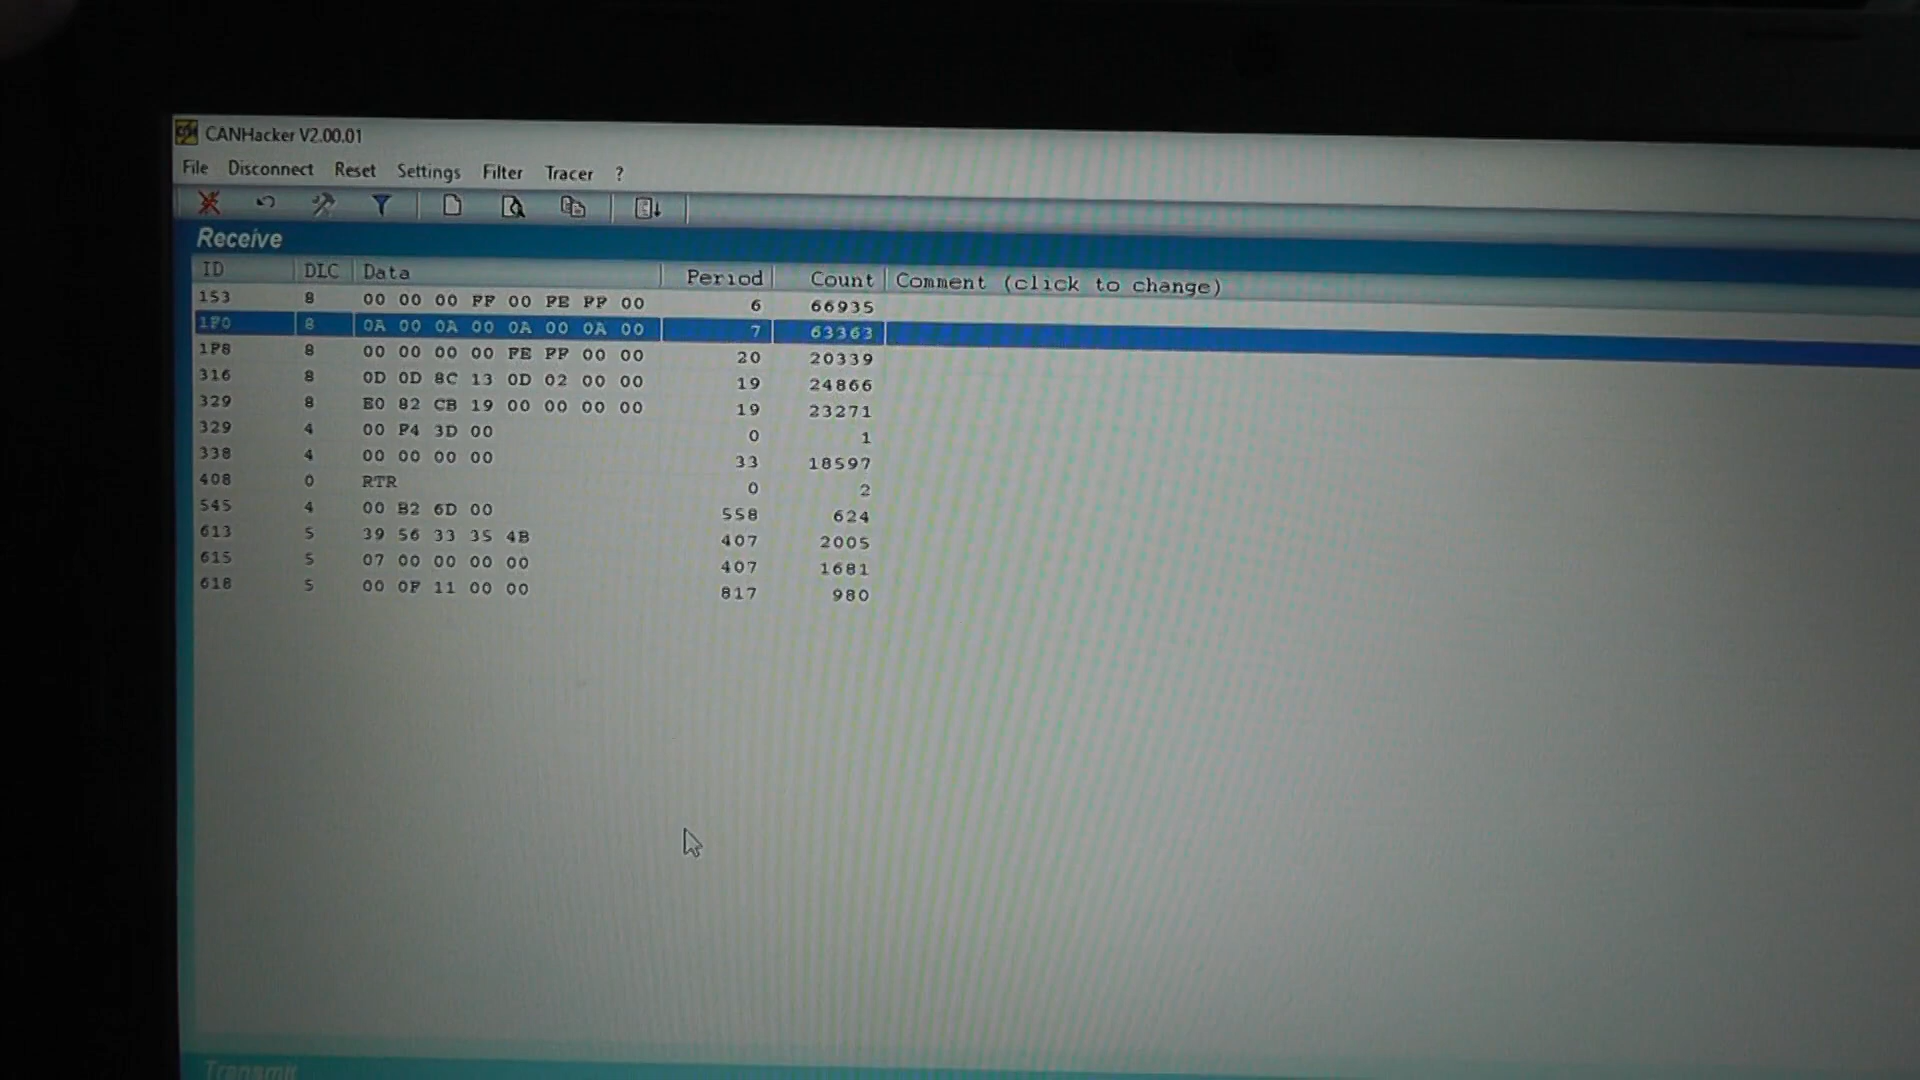 CANHacker V2.00.01
File Disconnect Reset Settings Filter Tracer ?
Receive
ID DLC Data Period Count Comment (click to change)
153 8 00 00 00 FF 00 FE FF 00 6 66935
1F0 8 0A 00 0A 00 0A 00 0A 00 7 63363
1F8 8 00 00 00 00 FE FF 00 00 20 20339
316 8 0D 0D 8C 13 0D 02 00 00 19 24866
329 8 E0 82 CB 19 00 00 00 00 19 23271
329 4 00 F4 3D 00 0 1
338 4 00 00 00 00 33 18597
408 0 RTR 0 2
545 4 00 B2 6D 00 558 624
613 5 39 56 33 35 4B 407 2005
615 5 07 00 00 00 00 407 1681
618 5 00 0F 11 00 00 817 980
Transmit